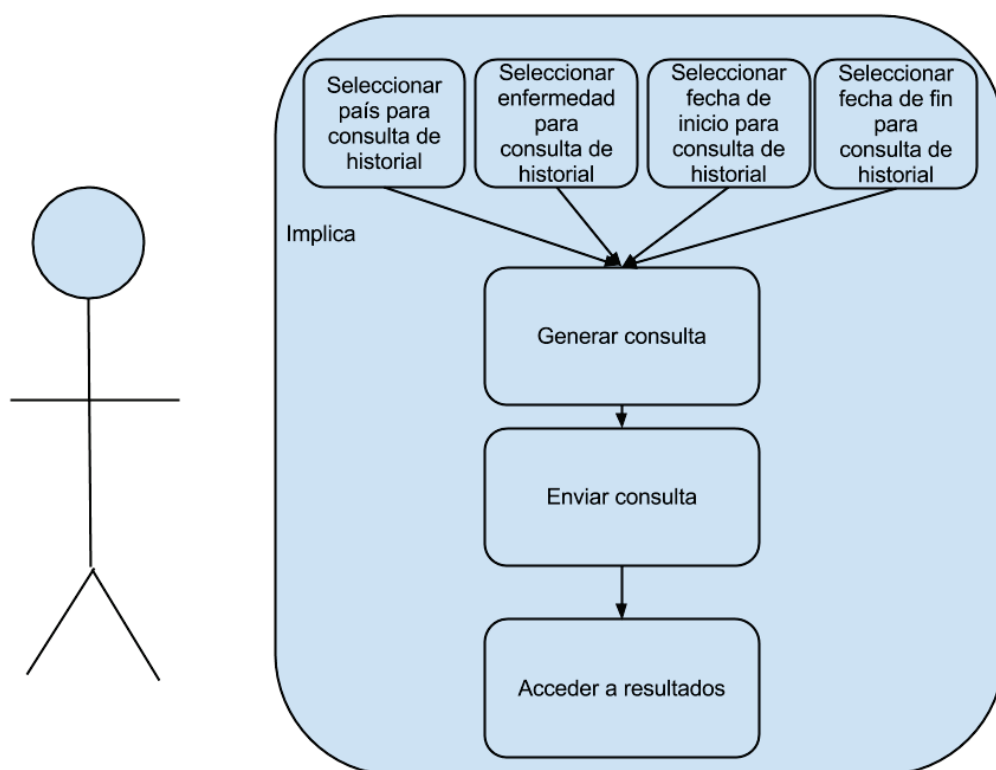 Seleccionar
país para
consulta de
historial
Seleccionar
enfermedad
para
consulta de
historial
Seleccionar
fecha de
inicio para
consulta de
historial
Seleccionar
fecha de fin
para
consulta de
historial
Implica
Generar consulta
Enviar consulta
Acceder a resultados